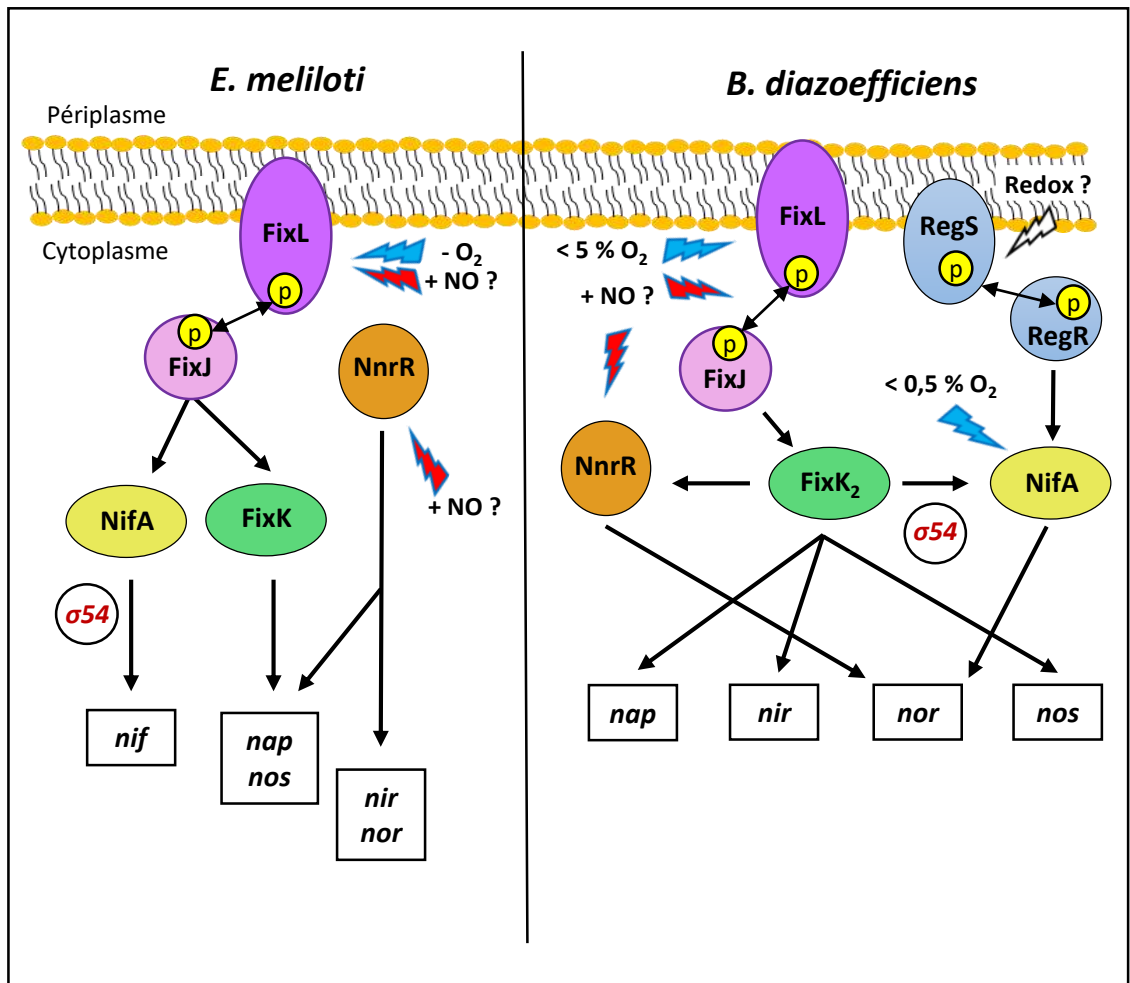 E. meliloti
Périplasme
FixL
Cytoplasme
- O₂
+ NO ?
p
p
FixJ
NnrR
+ NO ?
NifA
FixK
σ54
nif
nap
nos
nir
nor
B. diazoefficiens
Redox ?
FixL
RegS
< 5 % O₂
+ NO ?
p
p
p
RegR
p
FixJ
< 0,5 % O₂
NnrR
FixK₂
NifA
σ54
nap
nir
nor
nos